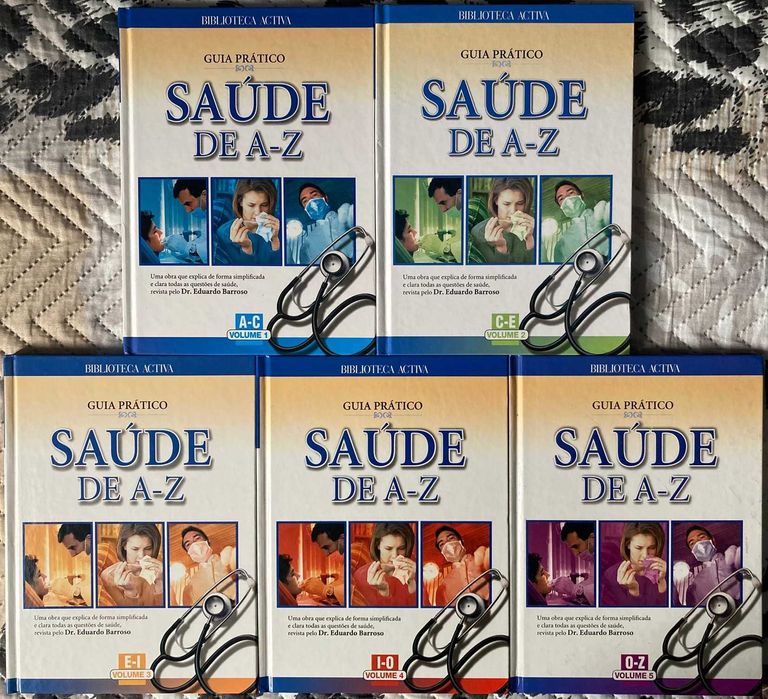 BIBLIOTECA ACTIVA
GUIA PRÁTICO
SAÚDE
DE A-Z
Uma obra que explica de forma simplificada
e clara todas as questões de saúde,
revista pelo Dr. Eduardo Barroso
A-C
VOLUME 1
BIBLIOTECA ACTIVA
GUIA PRÁTICO
SAÚDE
DE A-Z
Uma obra que explica de forma simplificada
e clara todas as questões de saúde,
revista pelo Dr. Eduardo Barroso
C-E
VOLUME 2
BIBLIOTECA ACTIVA
GUIA PRÁTICO
SAÚDE
DE A-Z
Uma obra que explica de forma simplificada
e clara todas as questões de saúde,
revista pelo Dr. Eduardo Barroso
E-I
VOLUME 3
BIBLIOTECA ACTIVA
GUIA PRÁTICO
SAÚDE
DE A-Z
Uma obra que explica de forma simplificada
e clara todas as questões de saúde,
revista pelo Dr. Eduardo Barroso
I-O
VOLUME 4
BIBLIOTECA ACTIVA
GUIA PRÁTICO
SAÚDE
DE A-Z
Uma obra que explica de forma simplificada
e clara todas as questões de saúde,
revista pelo Dr. Eduardo Barroso
O-Z
VOLUME 5